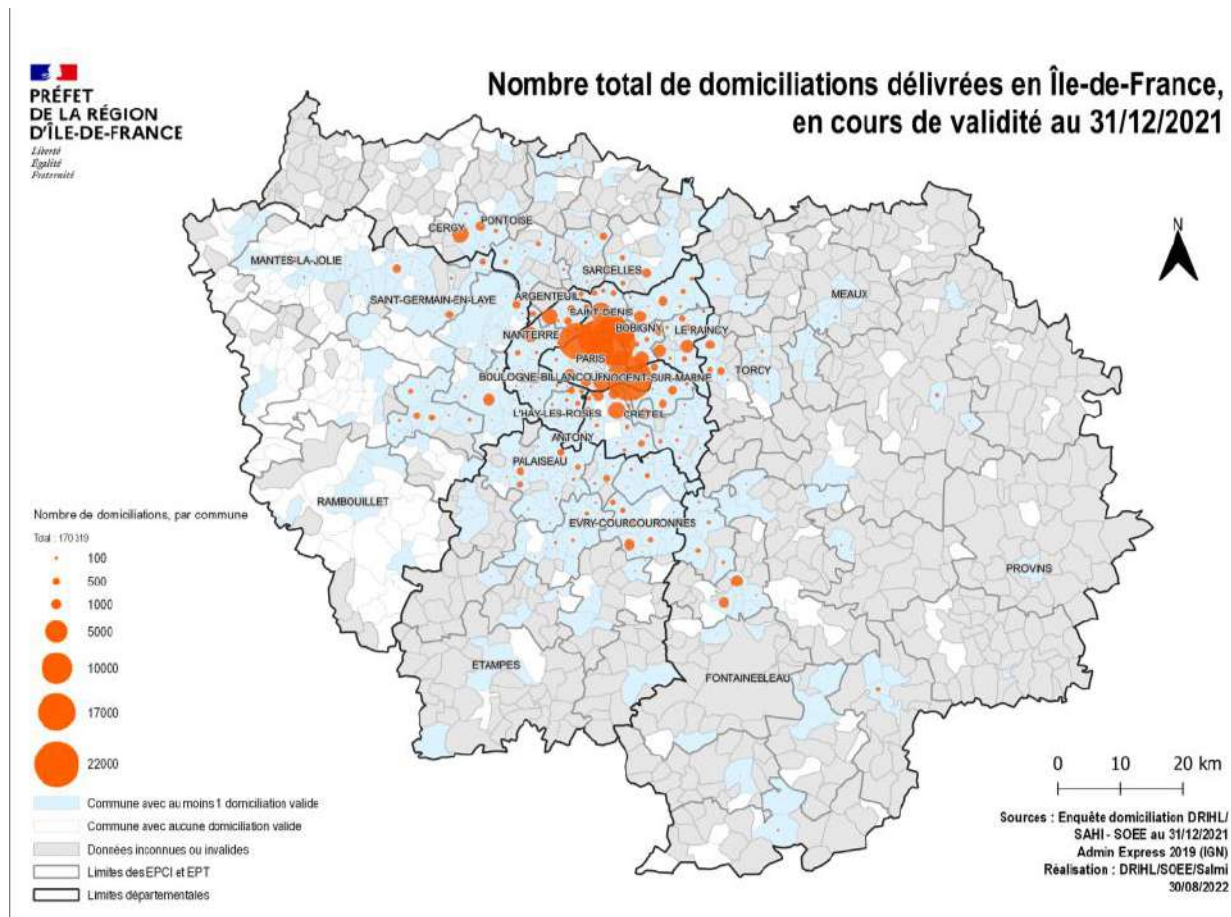 PRÉFET
DE LA RÉGION
D'ÎLE-DE-FRANCE
Liberté
Égalité
Fraternité
Nombre total de domiciliations délivrées en Île-de-France,
en cours de validité au 31/12/2021
N
CERGY
PONTOISE
MANTES-LA-JOLIE
SARCELLES
SAINT-GERMAIN-EN-LAYE
ARGENTEUIL
MEAUX
SAINT-DENIS
NANTERRE
BOBIGNY
LE RAINCY
PARIS
TORCY
BOULOGNE-BILLANCOURT
NOGENT-SUR-MARNE
L'HAY-LES-ROSES
CRETEIL
ANTONY
PALAISEAU
RAMBOUILLET
EVRY-COURCOURONNES
PROVINS
ETAMPES
FONTAINEBLEAU
Nombre de domiciliations, par commune
Total : 170 319
100
500
1000
5000
10000
17000
22000
Commune avec au moins 1 domiciliation valide
Commune avec aucune domiciliation valide
Données inconnues ou invalides
Limites des EPCI et EPT
Limites départementales
0 10 20 km
Sources : Enquête domiciliation DRIHL/
SAHI - SOEE au 31/12/2021
Admin Express 2019 (IGN)
Réalisation : DRIHL/SOEE/Salmi
30/08/2022